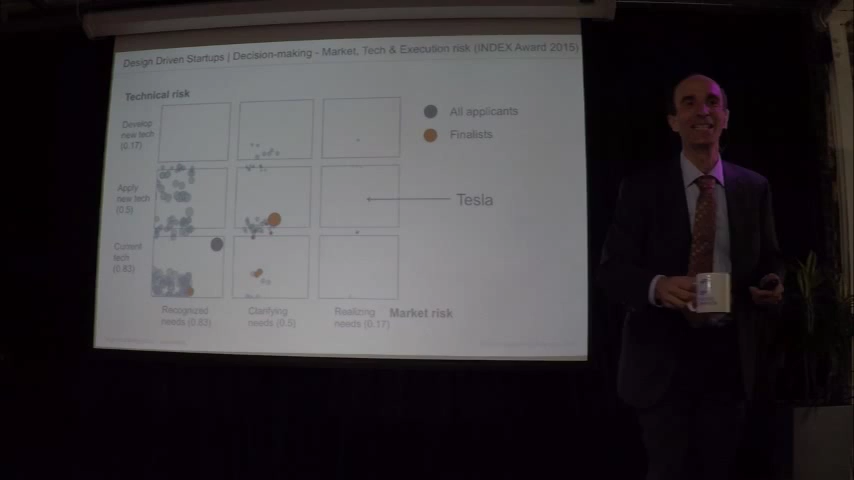 Design Driven Startups | Decision-making - Market, Tech & Execution risk (INDEX Award 2015)
Technical risk
Develop
new tech
(0.17)
All applicants
Finalists
Apply
new tech
(0.5)
Tesla
Current
tech
(0.83)
Recognized
needs (0.83)
Clarifying
needs (0.5)
Realizing
needs (0.17)
Market risk